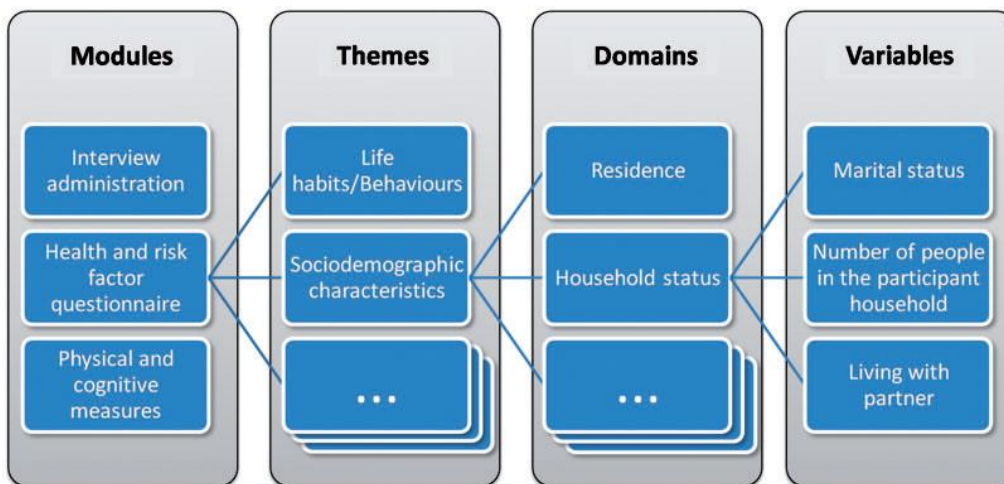 Modules
Interview
administration
Health and risk
factor
questionnaire
Physical and
cognitive
measures
Themes
Life
habits/Behaviours
Sociodemographic
characteristics
...
Domains
Residence
Household status
...
Variables
Marital status
Number of people
in the participant
household
Living with
partner